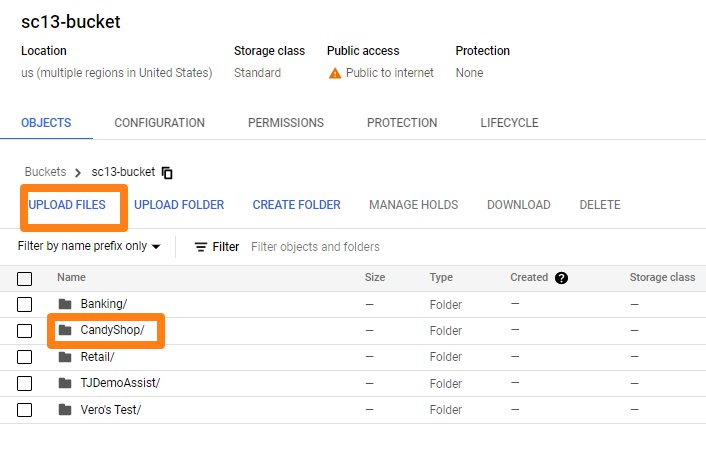 sc13-bucket
Location Storage class Public access Protection
us (multiple regions in United States) Standard Public to internet None
OBJECTS CONFIGURATION PERMISSIONS PROTECTION LIFECYCLE
Buckets > sc13-bucket
UPLOAD FILES UPLOAD FOLDER CREATE FOLDER MANAGE HOLDS DOWNLOAD DELETE
Filter by name prefix only Filter Filter objects and folders
Name Size Type Created ? Storage class
Banking/ — Folder — —
CandyShop/ — Folder — —
Retail/ — Folder — —
TJDemoAssist/ — Folder — —
Vero's Test/ — Folder — —